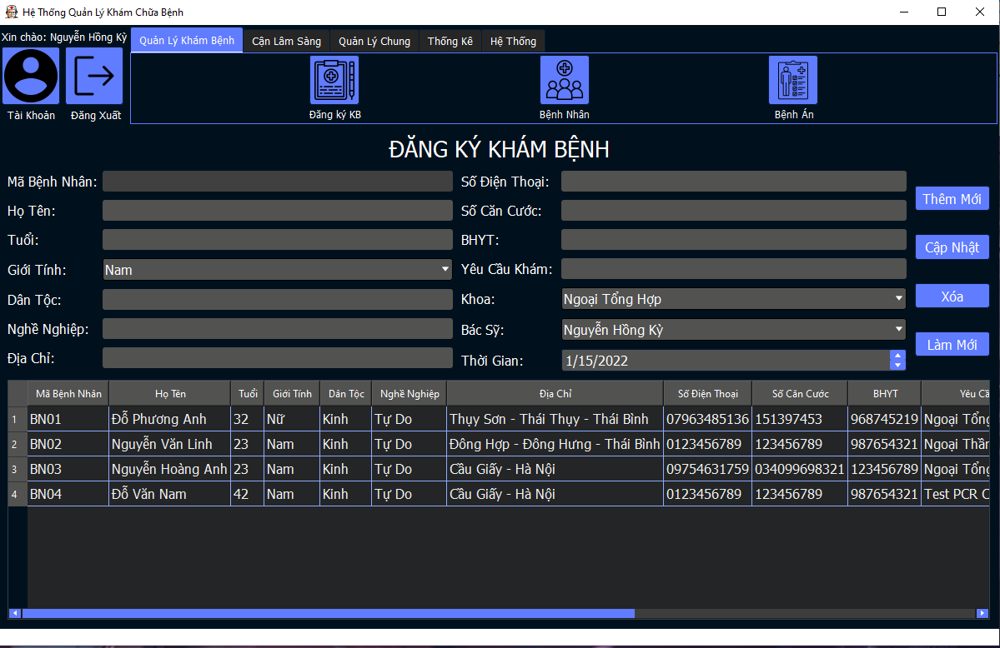 Hệ Thống Quản Lý Khám Chữa Bệnh
Xin chào: Nguyễn Hồng Kỳ
Quản Lý Khám Bệnh Cận Lâm Sàng Quản Lý Chung Thống Kê Hệ Thống
Tài Khoản Đăng Xuất Đăng ký KB Bệnh Nhân Bệnh Án
ĐĂNG KÝ KHÁM BỆNH
Mã Bệnh Nhân: Số Điện Thoại:
Thêm Mới
Họ Tên: Số Căn Cước:
Tuổi: BHYT:
Cập Nhật
Giới Tính: Nam Yêu Cầu Khám:
Dân Tộc: Khoa: Ngoại Tổng Hợp
Xóa
Nghề Nghiệp: Bác Sỹ: Nguyễn Hồng Kỳ
Làm Mới
Địa Chỉ: Thời Gian: 1/15/2022
Mã Bệnh Nhân Họ Tên Tuổi Giới Tính Dân Tộc Nghề Nghiệp Địa Chỉ Số Điện Thoại Số Căn Cước BHYT Yêu
1 BN01 Đỗ Phương Anh 32 Nữ Kinh Tự Do Thụy Sơn - Thái Thụy - Thái Bình 07963485136 151397453 968745219 Ngoại Tổng
2 BN02 Nguyễn Văn Linh 23 Nam Kinh Tự Do Đông Hợp - Đông Hưng - Thái Bình 0123456789 123456789 987654321 Ngoại Thần
3 BN03 Nguyễn Hoàng Anh 23 Nam Kinh Tự Do Cầu Giấy - Hà Nội 09754631759 034099698321 123456789 Ngoại Tổng
4 BN04 Đỗ Văn Nam 42 Nam Kinh Tự Do Cầu Giấy - Hà Nội 0123456789 123456789 987654321 Test PCR C